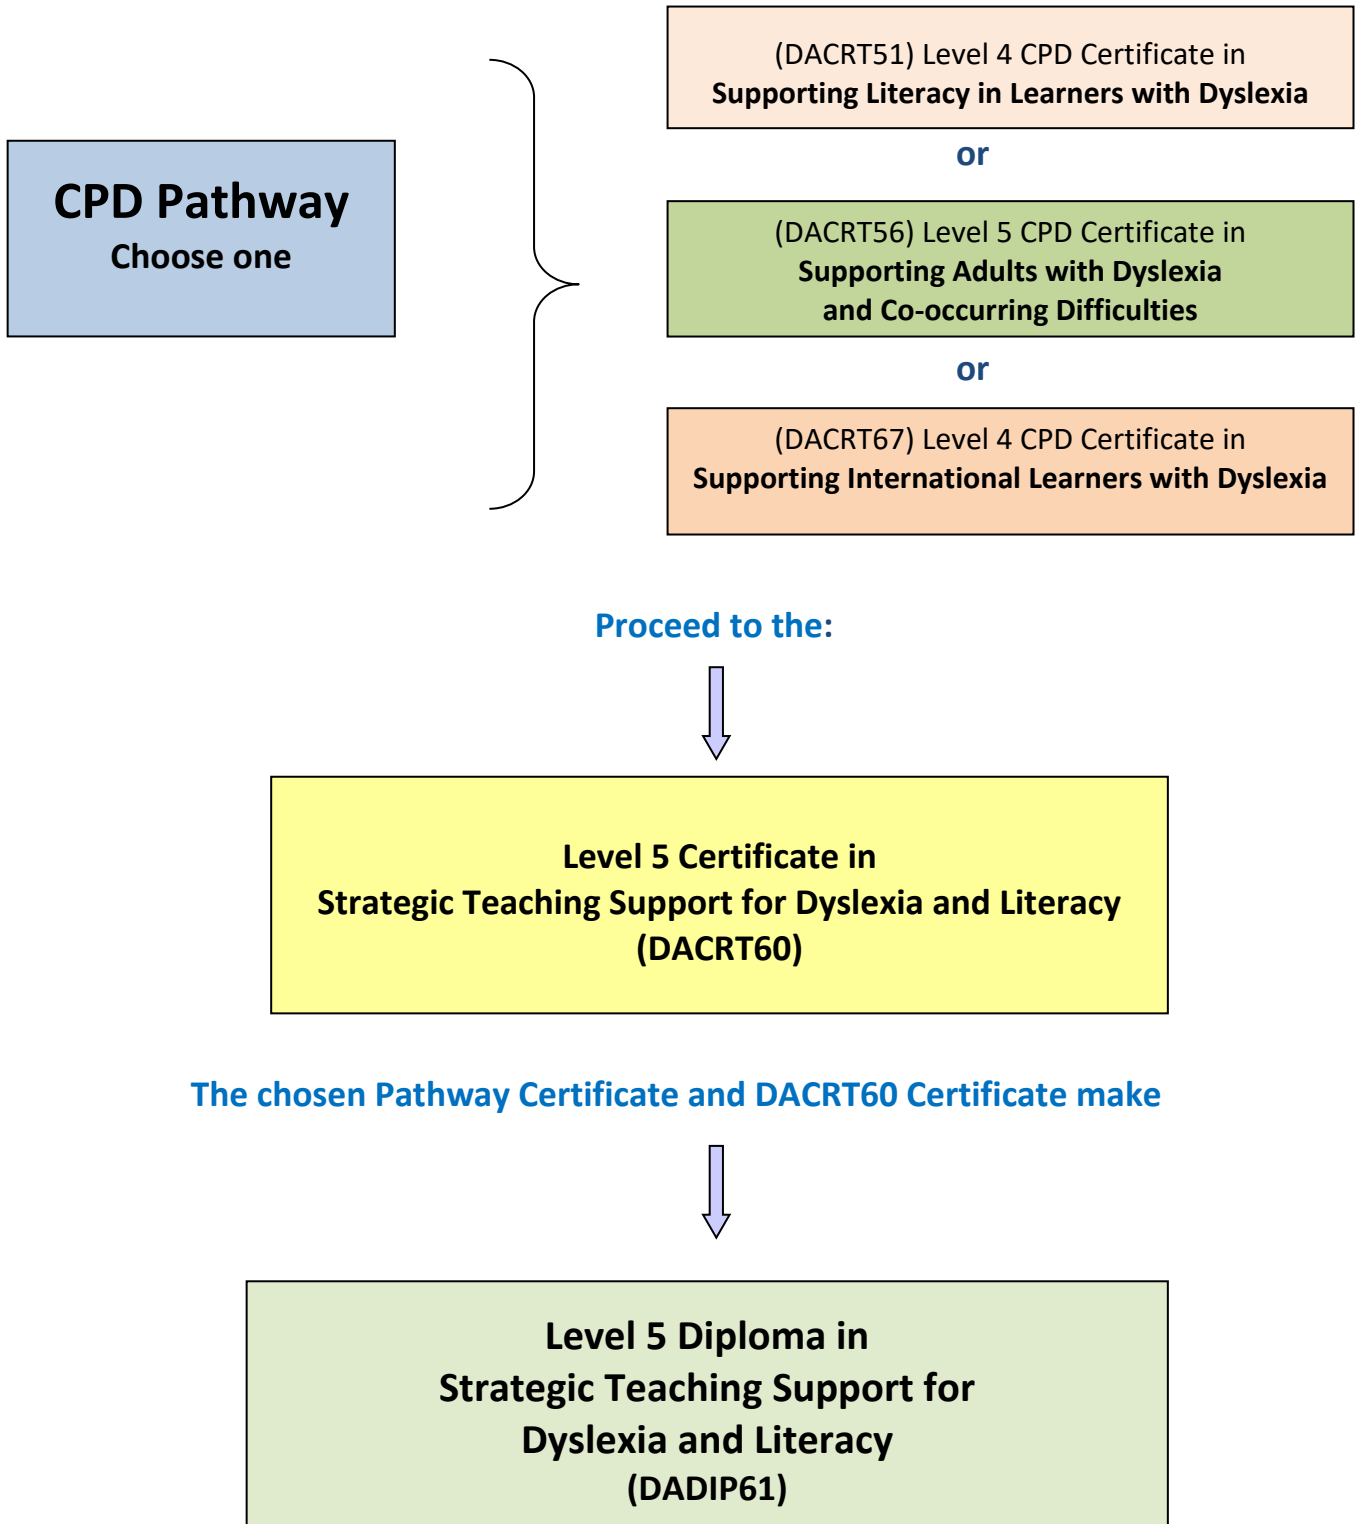 CPD Pathway
Choose one
(DACRT51) Level 4 CPD Certificate in
Supporting Literacy in Learners with Dyslexia
or
(DACRT56) Level 5 CPD Certificate in
Supporting Adults with Dyslexia
and Co-occurring Difficulties
or
(DACRT67) Level 4 CPD Certificate in
Supporting International Learners with Dyslexia
Proceed to the:
Level 5 Certificate in
Strategic Teaching Support for Dyslexia and Literacy
(DACRT60)
The chosen Pathway Certificate and DACRT60 Certificate make
Level 5 Diploma in
Strategic Teaching Support for
Dyslexia and Literacy
(DADIP61)